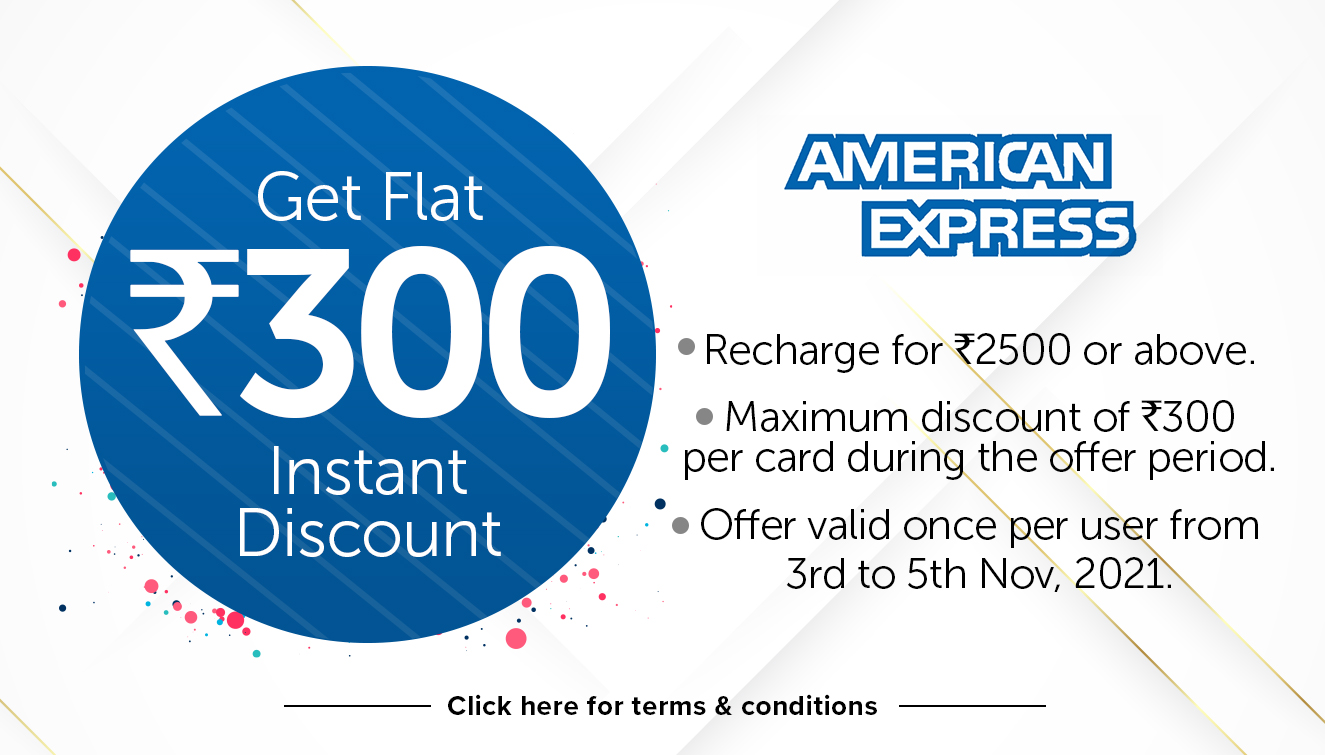 Get Flat
₹300
Instant
Discount
AMERICAN
EXPRESS
• Recharge for ₹2500 or above.
• Maximum discount of ₹300
per card during the offer period.
• Offer valid once per user from
3rd to 5th Nov, 2021.
Click here for terms & conditions